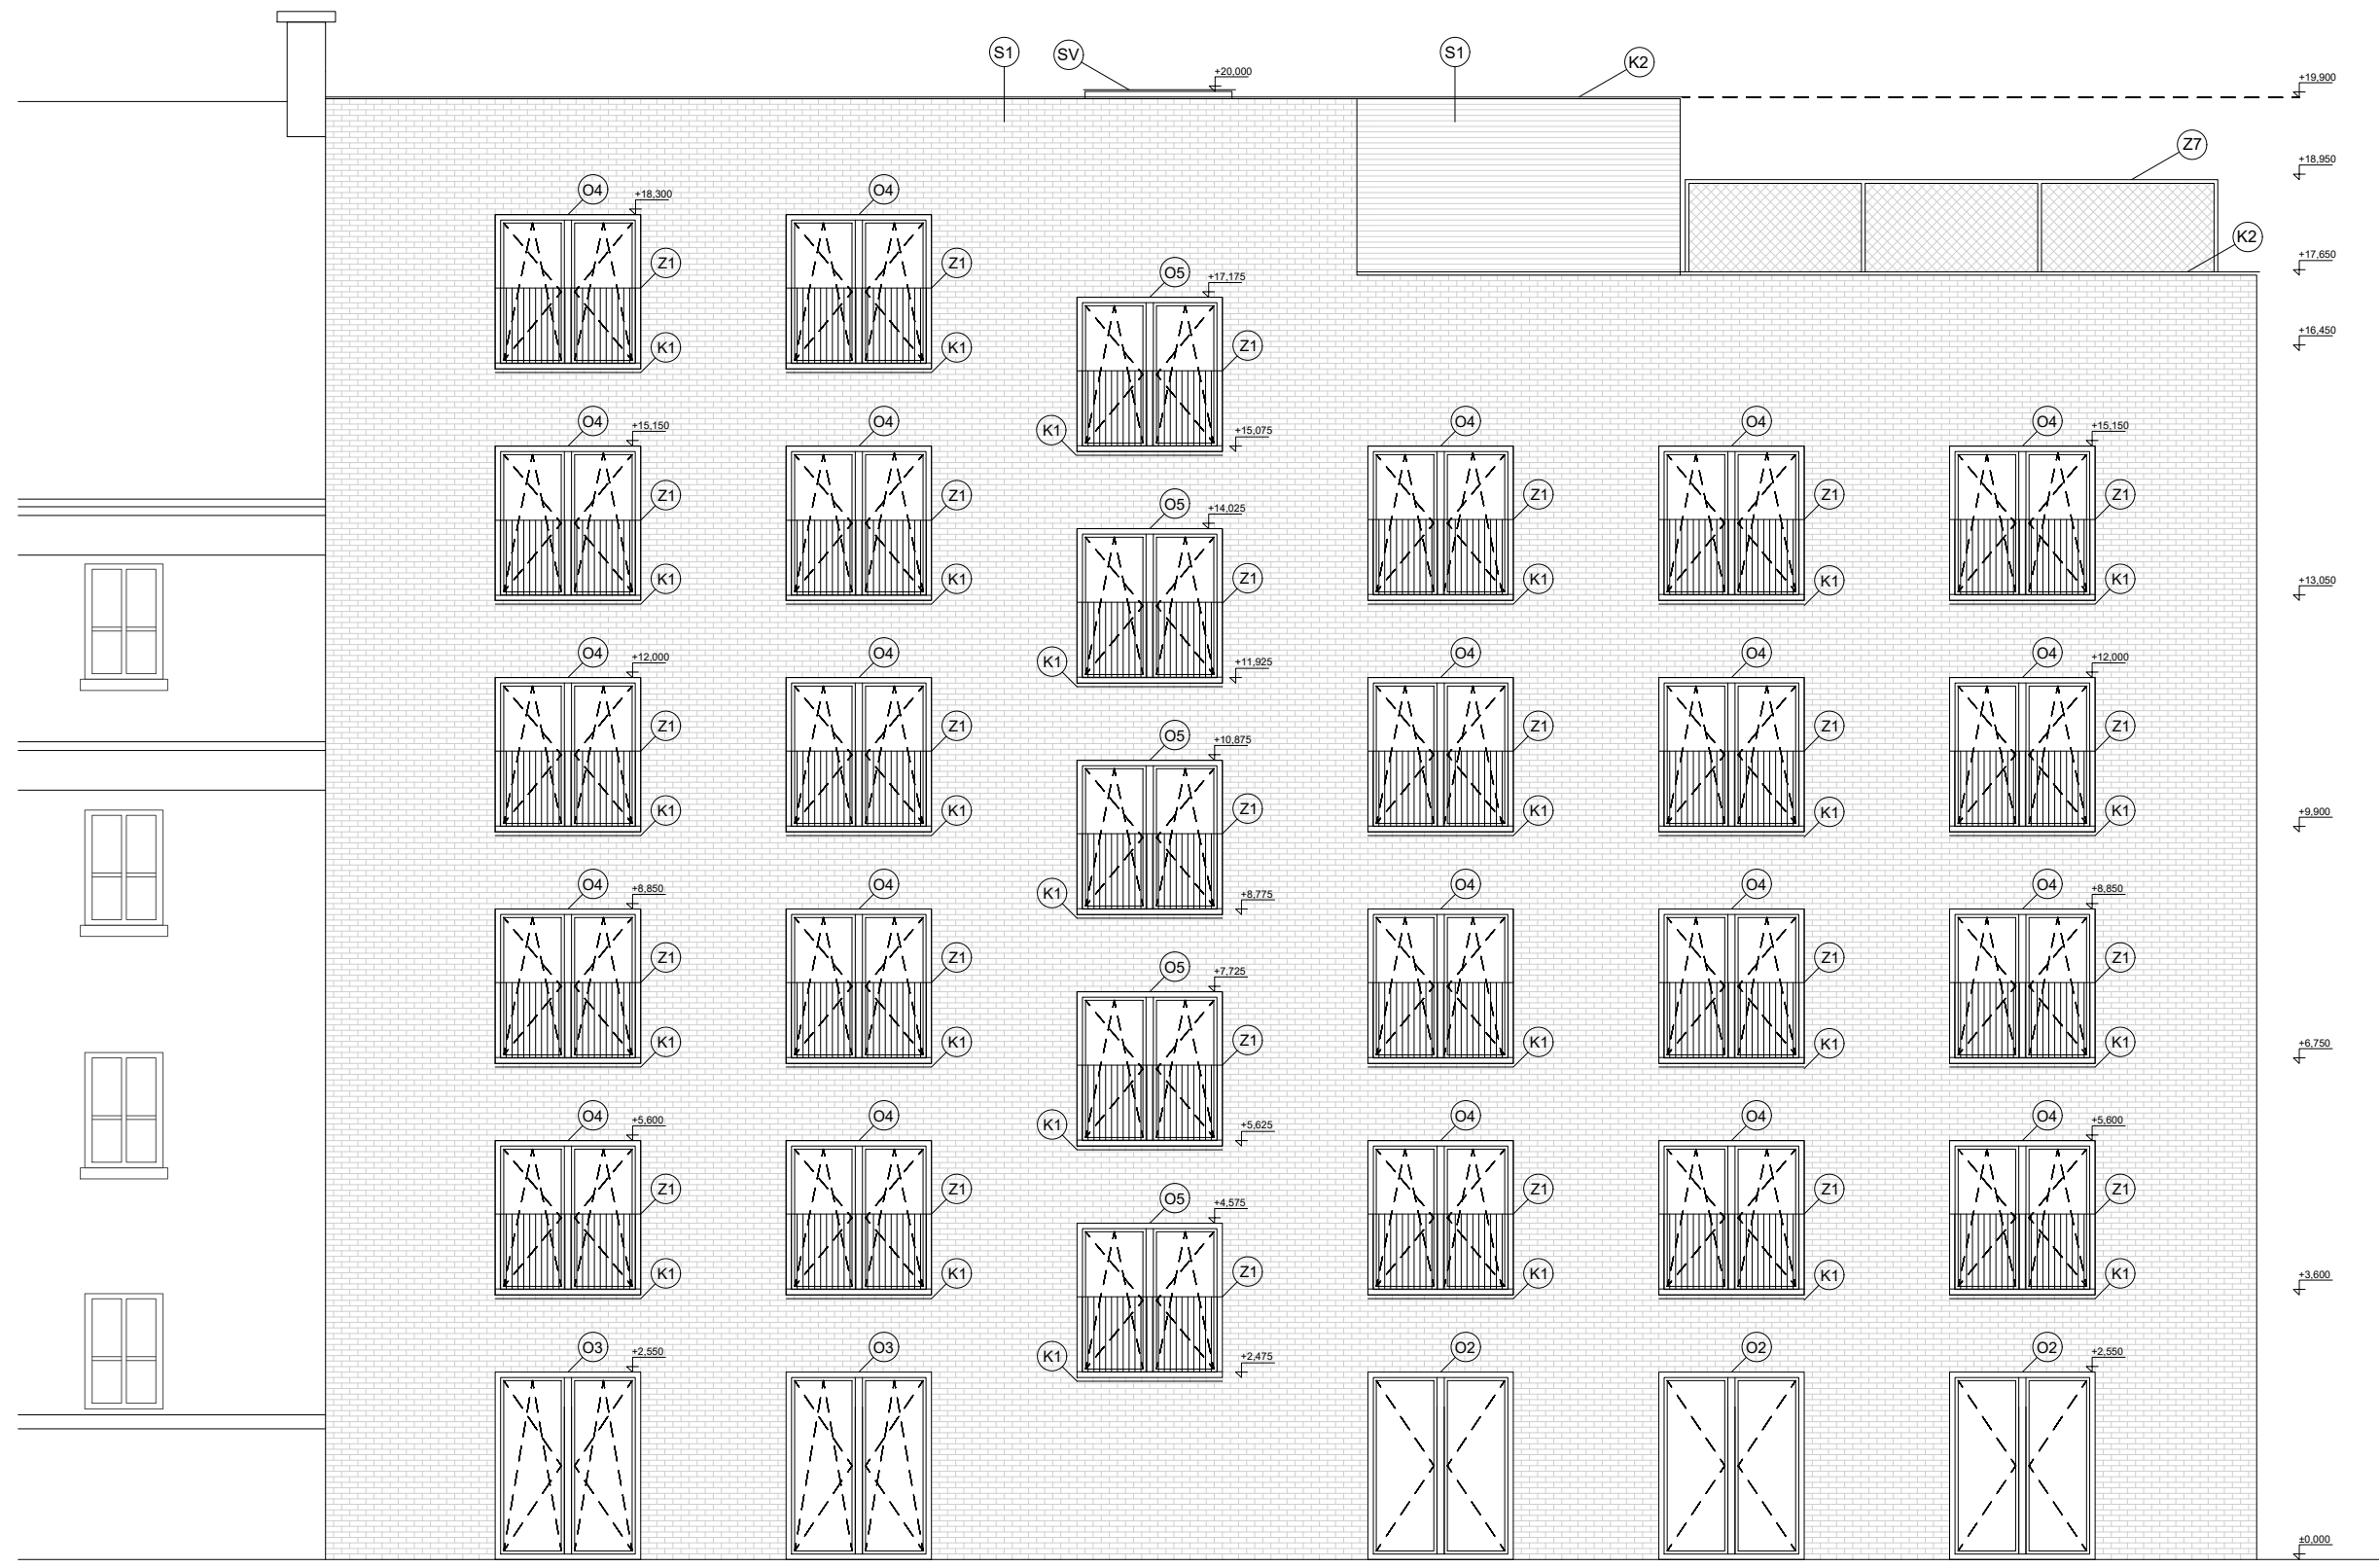 S1 SV S1 K2
+20,000 +19,900
Z7
+18,950
O4 +18,300 O4
K2
+17,650
Z1 Z1
O5 +17,175
+16,450
K1 K1 Z1
O4 +15,150 O4 K1 +15,075 O4 O4 O4 +15,150
Z1 Z1 O5 +14,025 Z1 Z1 Z1
K1 K1 Z1 K1 K1 K1 +13,050
O4 +12,000 O4 K1 +11,925 O4 O4 O4 +12,000
Z1 Z1 O5 +10,875 Z1 Z1 Z1
K1 K1 Z1 K1 K1 K1 +9,900
O4 +8,850 O4 K1 +8,775 O4 O4 O4 +8,850
Z1 Z1 O5 +7,725 Z1 Z1
K1 K1 Z1 K1 K1 K1 +6,750
O4 +5,600 O4 K1 +5,625 O4 O4 O4 +5,600
Z1 Z1 O5 +4,575 Z1 Z1 Z1
K1 K1 Z1 K1 K1 K1 +3,600
O3 +2,550 O3 K1 +2,475 O2 O2 O2 +2,550
±0,000